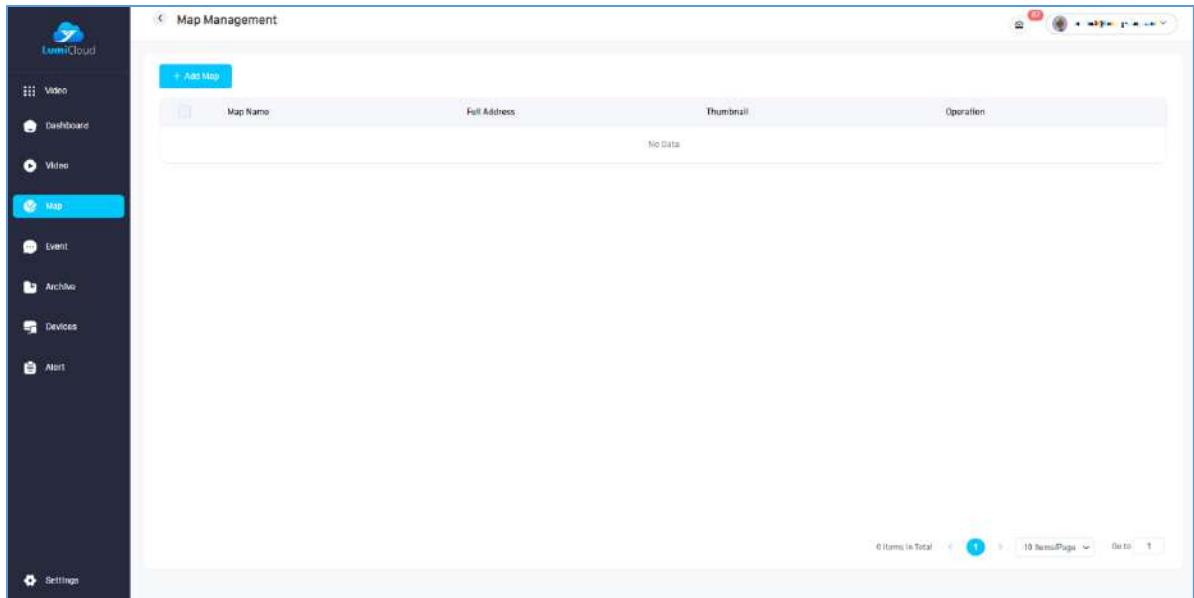 LumiCloud
Video
Dashboard
Video
Map
Event
Archive
Devices
Alert
Settings
Map Management
+ Add Map
Map Name Full Address Thumbnail Operation
No Data
0 Items in Total 1 10 Items/Page Go to 1